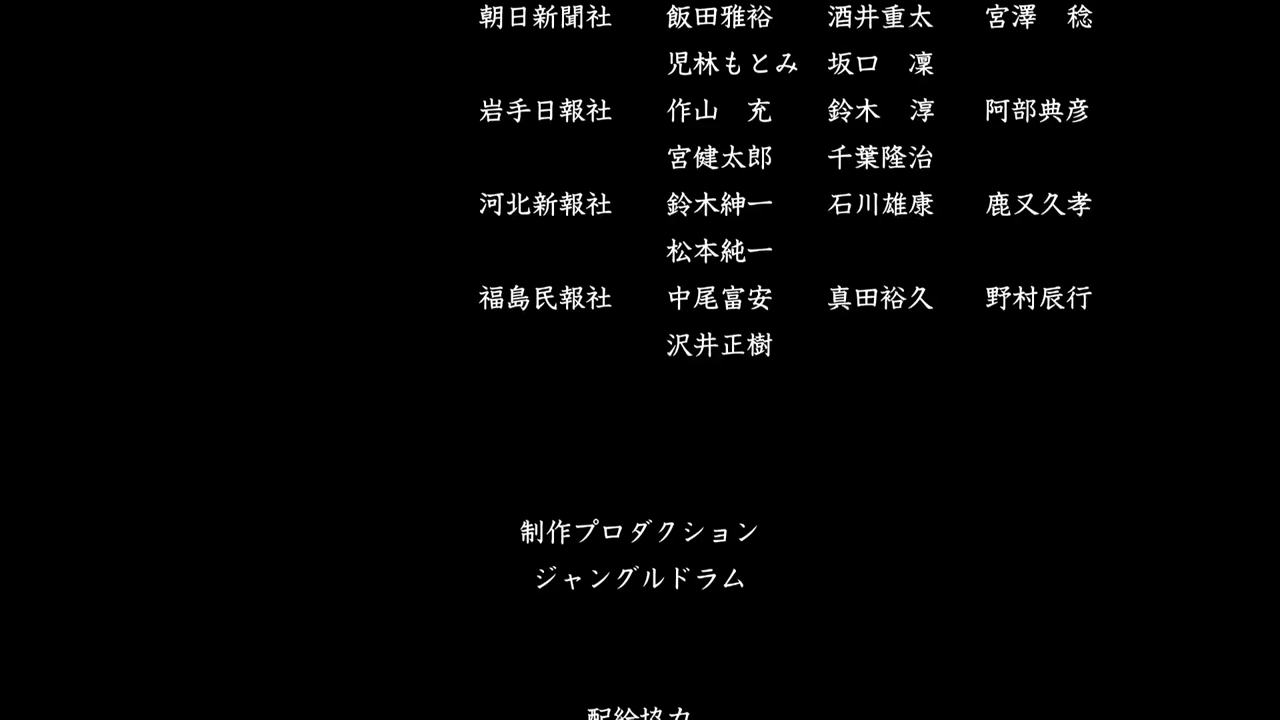 朝日新聞社　飯田雅裕　酒井重太　宮澤　稔
児林もとみ　坂口　凜
岩手日報社　作山　充　鈴木　淳　阿部典彦
宮健太郎　千葉隆治
河北新報社　鈴木紳一　石川雄康　鹿又久孝
松本純一
福島民報社　中尾富安　真田裕久　野村辰行
沢井正樹
制作プロダクション
ジャングルドラム
配給協力